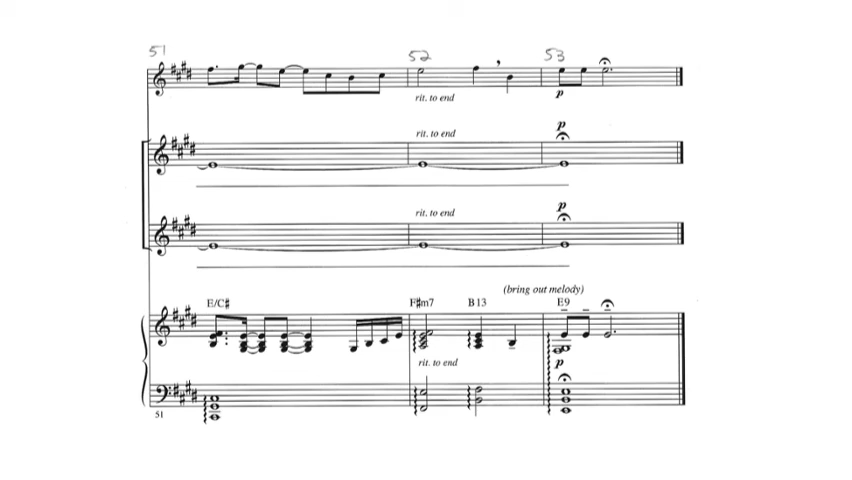 51 52 53
rit. to end p
rit. to end p
rit. to end p
(bring out melody)
E/C♯ F♯m7 B13 E9
rit. to end p
51